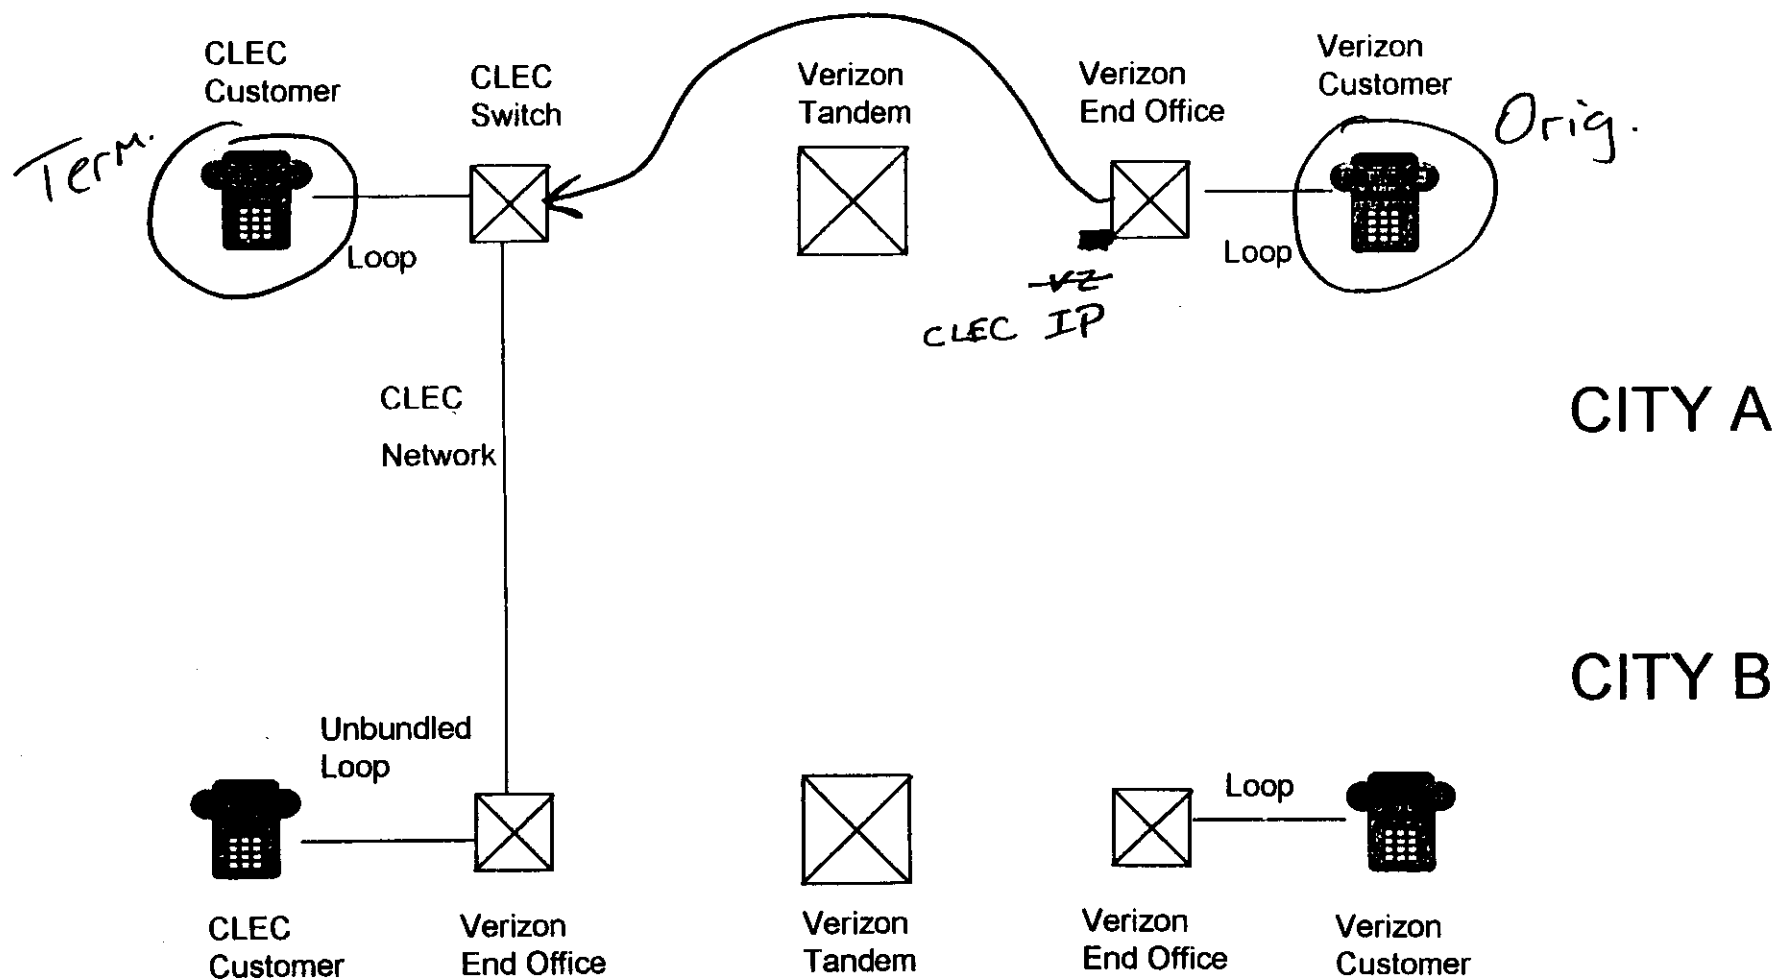 CLEC
Customer
CLEC
Switch
Verizon
Tandem
Verizon
End Office
Verizon
Customer
Term.
Orig.
Loop
Loop
VZ
CLEC IP
CLEC
Network
CITY A
CITY B
Unbundled
Loop
Loop
CLEC
Customer
Verizon
End Office
Verizon
Tandem
Verizon
End Office
Verizon
Customer